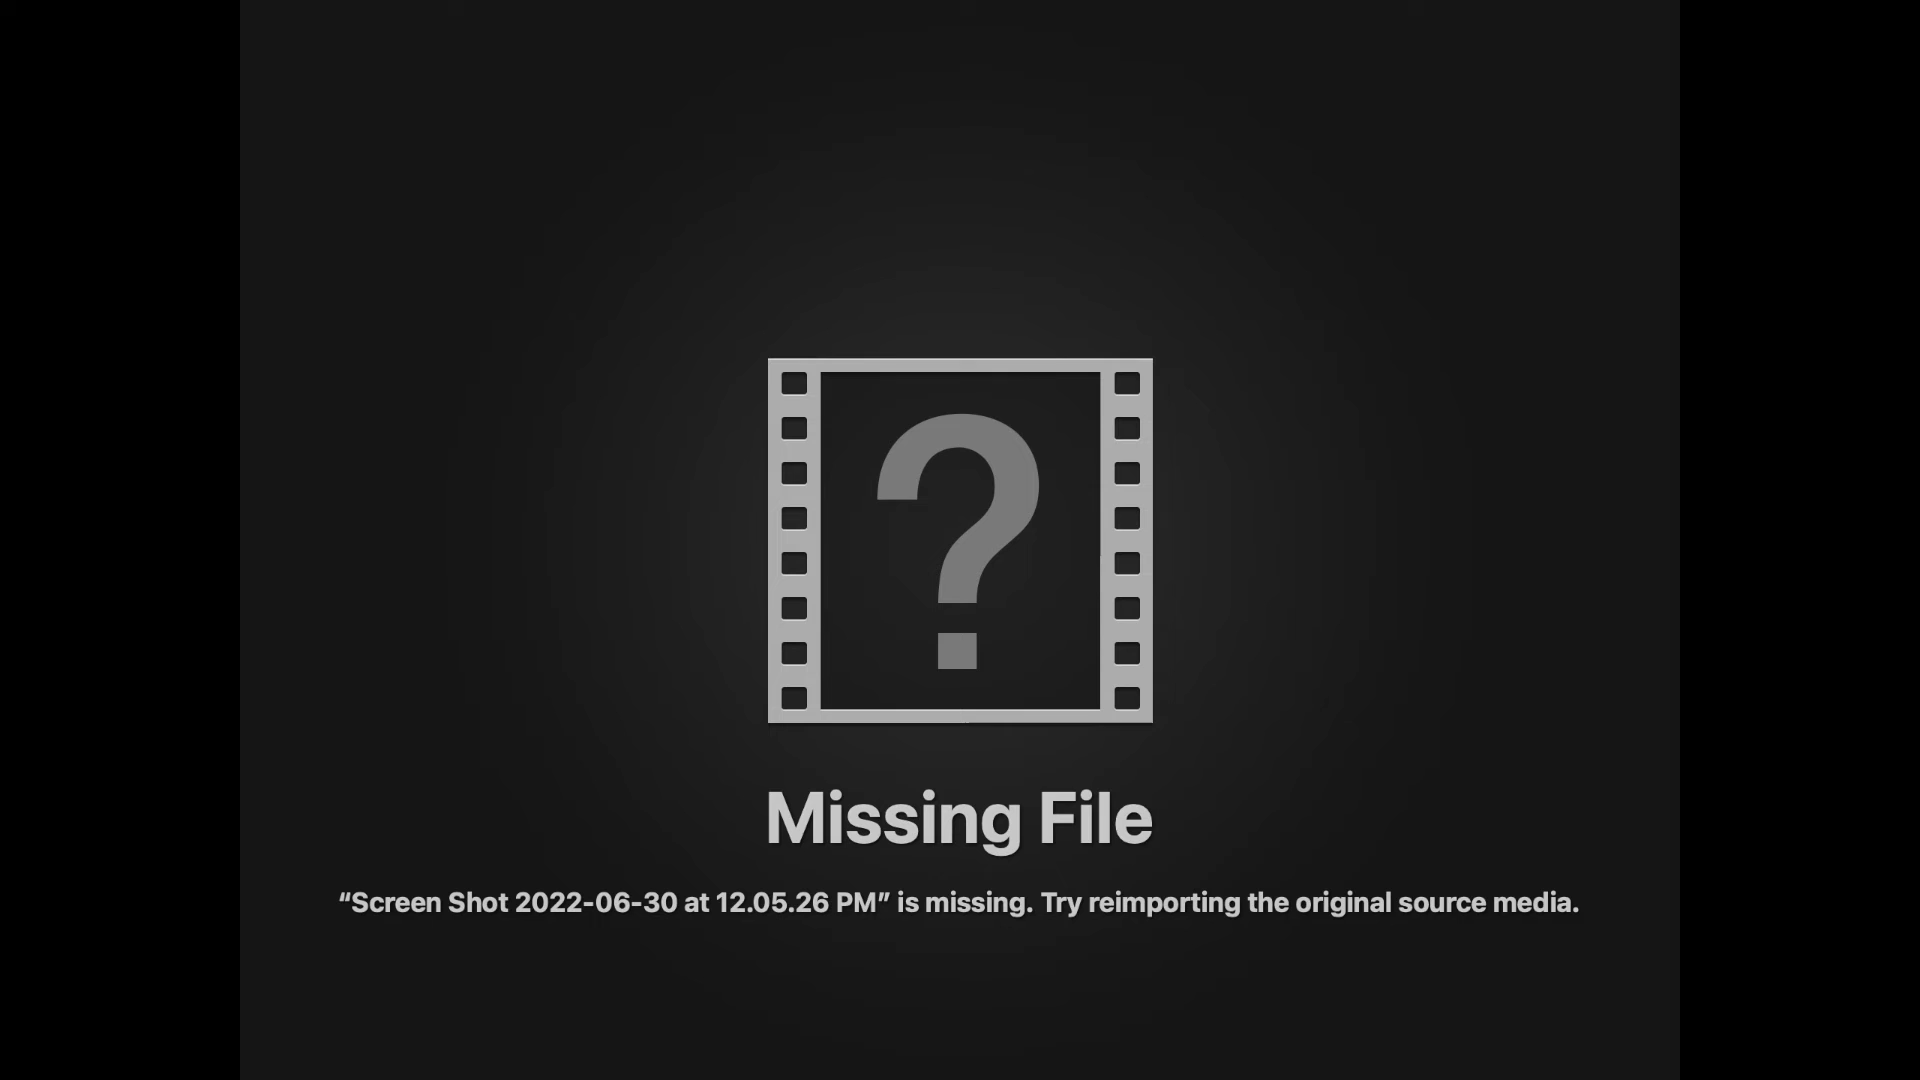 ?
Missing File
“Screen Shot 2022-06-30 at 12.05.26 PM” is missing. Try reimporting the original source media.